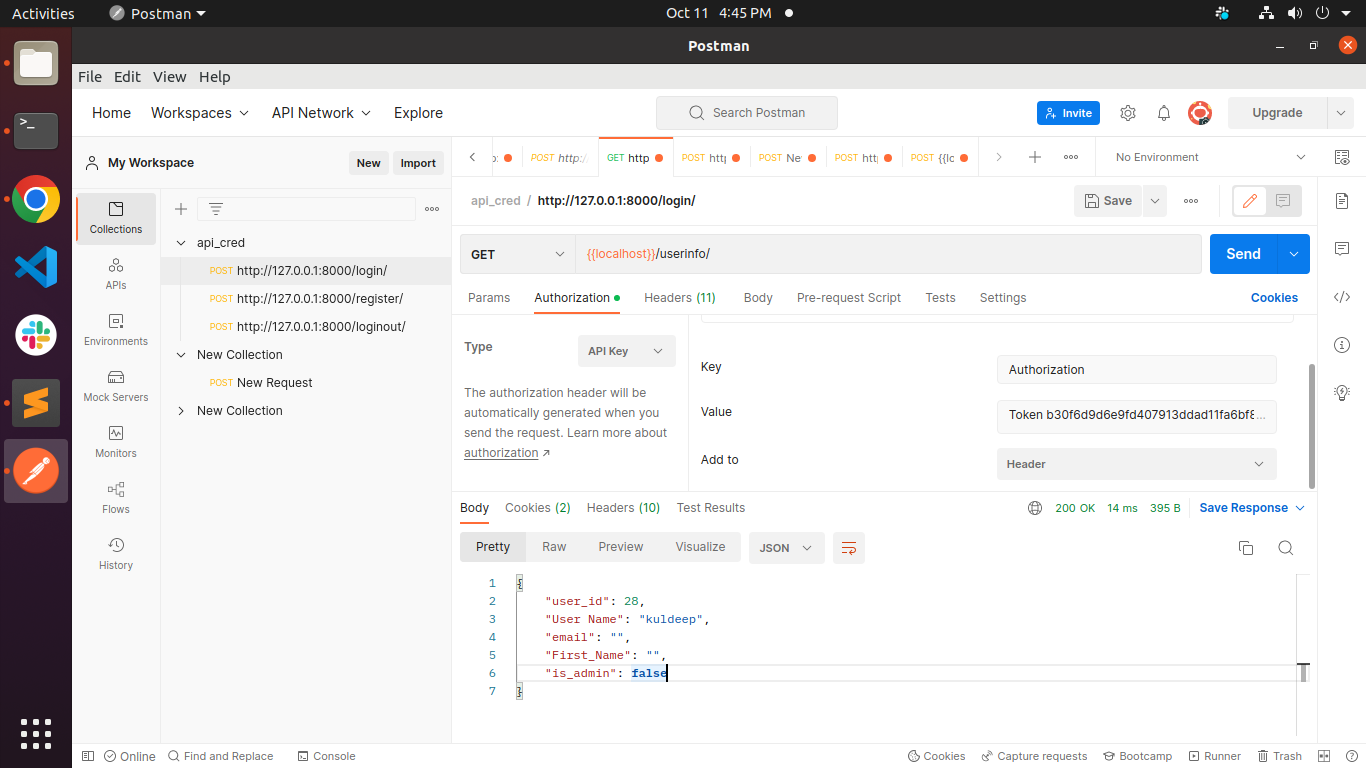 Activities
Postman
Oct 11 4:45 PM
Postman
File Edit View Help
Home Workspaces API Network Explore
Search Postman
Invite
Upgrade
My Workspace
New Import
POST http:/
GET http
POST htt
POST Ne
POST htt
POST {{lo
No Environment
Collections
APIs
Environments
Mock Servers
Monitors
Flows
History
api_cred
POST http://127.0.0.1:8000/login/
POST http://127.0.0.1:8000/register/
POST http://127.0.0.1:8000/loginout/
New Collection
POST New Request
New Collection
api_cred / http://127.0.0.1:8000/login/
Save
GET
{{localhost}}/userinfo/
Send
Params Authorization Headers (11) Body Pre-request Script Tests Settings
Cookies
Type
API Key
The authorization header will be
automatically generated when you
send the request. Learn more about
authorization ↗
Key
Authorization
Value
Token b30f6d9d6e9fd407913ddad11fa6bf8...
Add to
Header
Body Cookies (2) Headers (10) Test Results
200 OK 14 ms 395 B
Save Response
Pretty Raw Preview Visualize
JSON
1 {
2 "user_id": 28,
3 "User Name": "kuldeep",
4 "email": "",
5 "First_Name": "",
6 "is_admin": false
7 }
Online
Find and Replace
Console
Cookies
Capture requests
Bootcamp
Runner
Trash